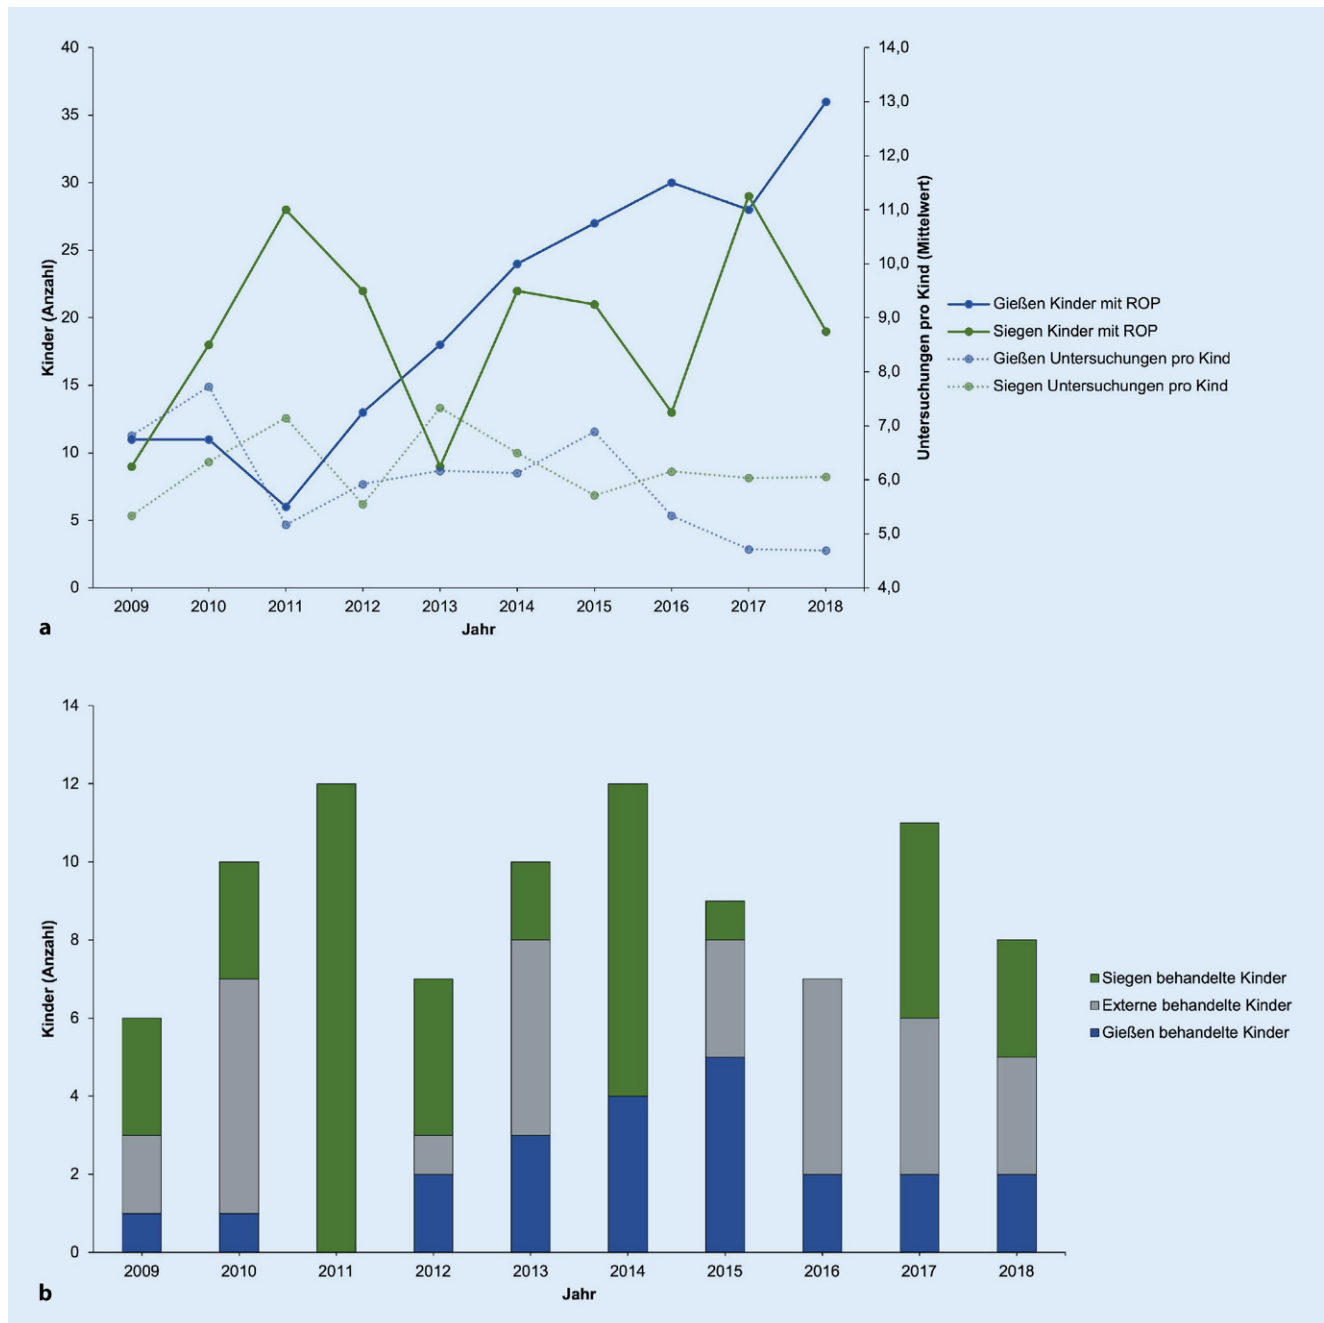 40
35
30
25
20
15
10
5
0
Kinder (Anzahl)
14,0
13,0
12,0
11,0
10,0
9,0
8,0
7,0
6,0
5,0
4,0
Untersuchungen pro Kind (Mittelwert)
2009 2010 2011 2012 2013 2014 2015 2016 2017 2018
Jahr
Gießen Kinder mit ROP
Siegen Kinder mit ROP
Gießen Untersuchungen pro Kind
Siegen Untersuchungen pro Kind
a
14
12
10
8
6
4
2
0
Kinder (Anzahl)
2009 2010 2011 2012 2013 2014 2015 2016 2017 2018
Jahr
Siegen behandelte Kinder
Externe behandelte Kinder
Gießen behandelte Kinder
b